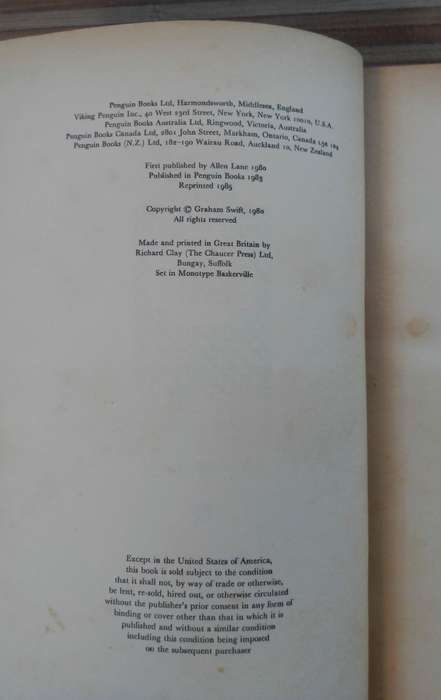 Penguin Books Ltd, Harmondsworth, Middlesex, England
Viking Penguin Inc., 40 West 23rd Street, New York, New York 10010, U.S.A.
Penguin Books Australia Ltd, Ringwood, Victoria, Australia
Penguin Books Canada Ltd, 2801 John Street, Markham, Ontario, Canada
Penguin Books (N.Z.) Ltd, 182–190 Wairau Road, Auckland 10, New Zealand
First published by Allen Lane 1980
Published in Penguin Books 1983
Reprinted 1985
Copyright © Graham Swift, 1980
All rights reserved
Made and printed in Great Britain by
Richard Clay (The Chaucer Press) Ltd,
Bungay, Suffolk
Set in Monotype Baskerville
Except in the United States of America,
this book is sold subject to the condition
that it shall not, by way of trade or otherwise,
be lent, re-sold, hired out, or otherwise circulated
without the publisher's prior consent in any form of
binding or cover other than that in which it is
published and without a similar condition
including this condition being imposed
on the subsequent purchaser